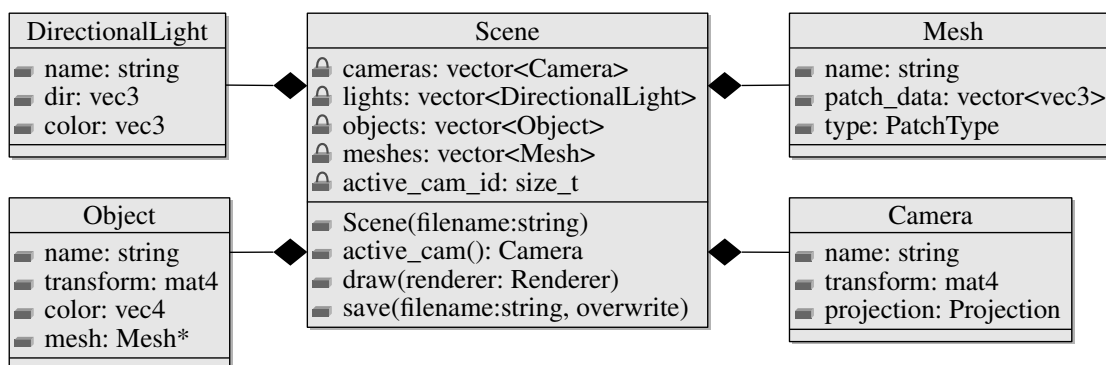 DirectionalLight
name: string
dir: vec3
color: vec3
Scene
cameras: vector<Camera>
lights: vector<DirectionalLight>
objects: vector<Object>
meshes: vector<Mesh>
active_cam_id: size_t
Scene(filename:string)
active_cam(): Camera
draw(renderer: Renderer)
save(filename:string, overwrite)
Mesh
name: string
patch_data: vector<vec3>
type: PatchType
Object
name: string
transform: mat4
color: vec4
mesh: Mesh*
Camera
name: string
transform: mat4
projection: Projection